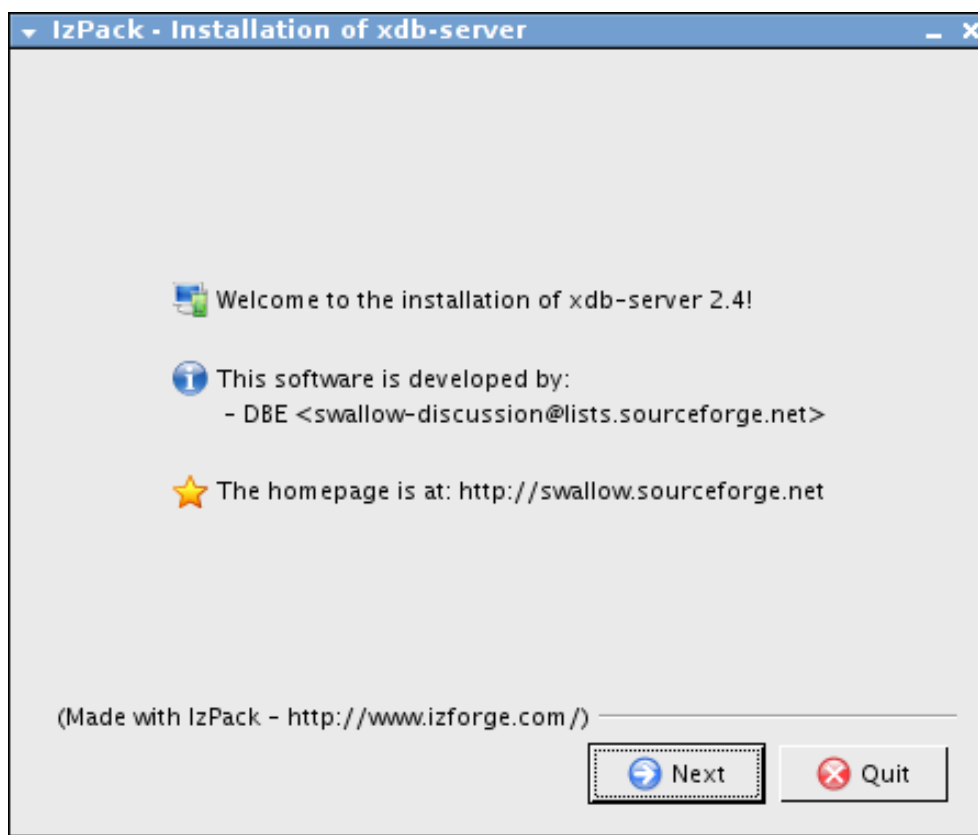 IzPack - Installation of xdb-server
Welcome to the installation of xdb-server 2.4!
This software is developed by:
- DBE <swallow-discussion@lists.sourceforge.net>
The homepage is at: http://swallow.sourceforge.net
(Made with IzPack - http://www.izforge.com/)
Next
Quit